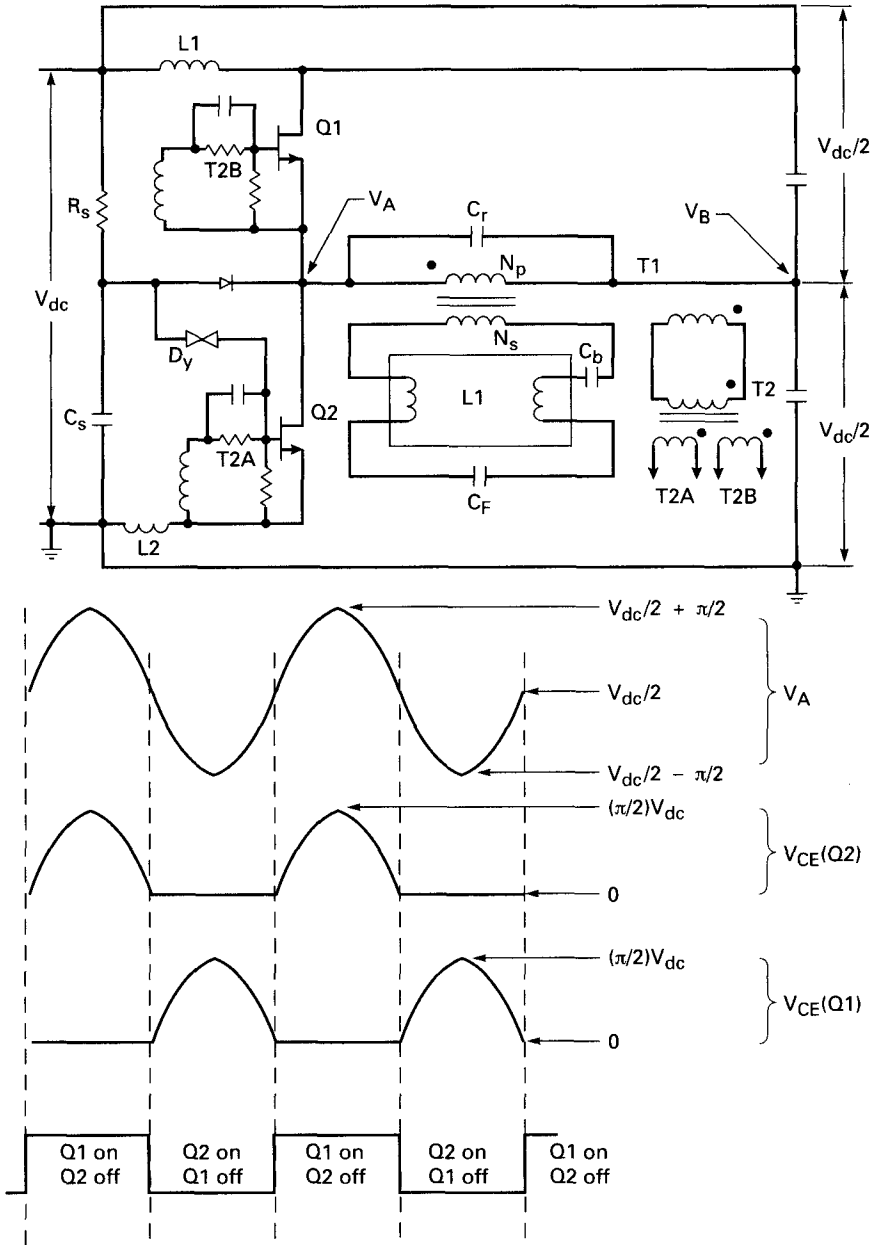 L1
Q1
T2B
R_s
V_A
C_r
V_B
V_dc/2
N_p
T1
V_dc
D_y
N_s
C_b
L1
T2
C_s
Q2
T2A
C_F
T2A T2B
V_dc/2
L2
V_dc/2 + π/2
V_dc/2
V_A
V_dc/2 − π/2
(π/2)V_dc
V_CE(Q2)
0
(π/2)V_dc
V_CE(Q1)
0
Q1 on Q2 on Q1 on Q2 on Q1 on
Q2 off Q1 off Q2 off Q1 off Q2 off